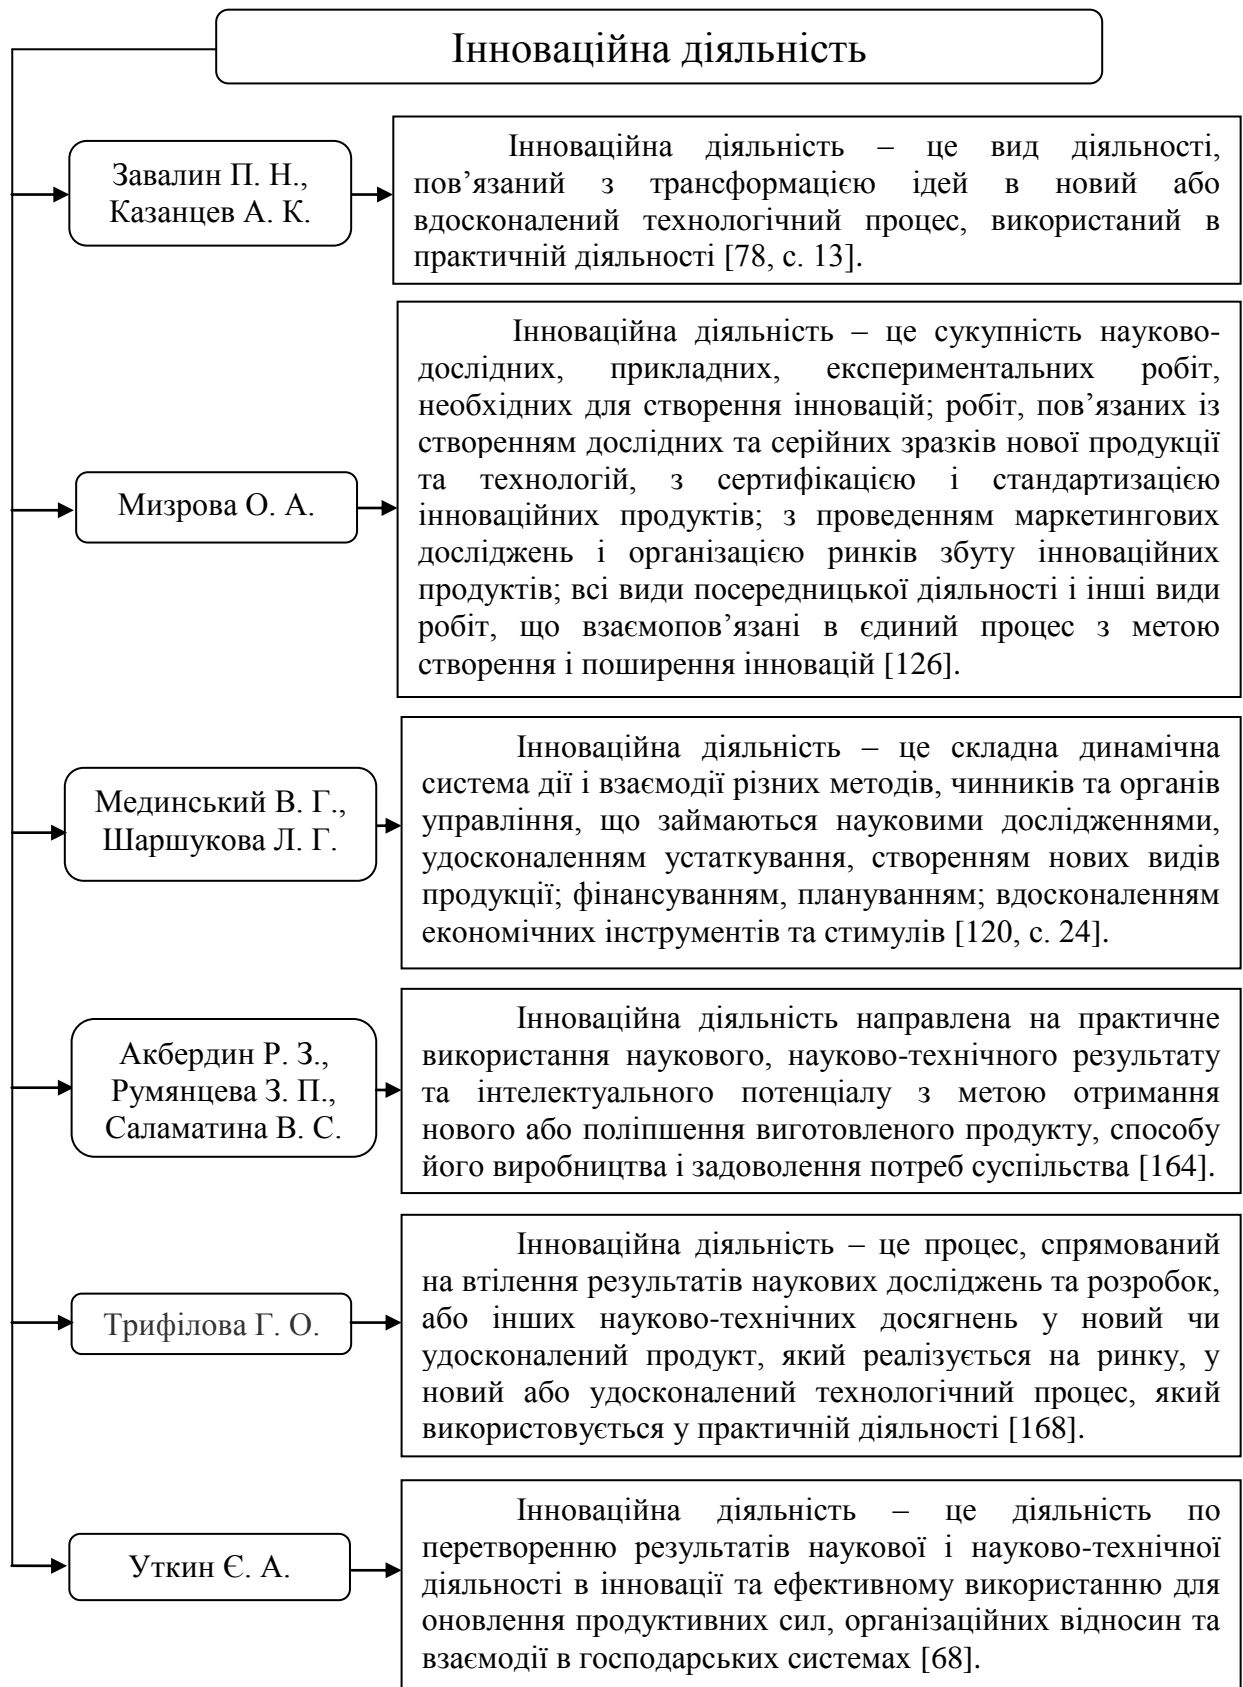 Інноваційна діяльність
Завалин П. Н.,
Казанцев А. К.
Інноваційна діяльність – це вид діяльності,
пов’язаний з трансформацією ідей в новий або
вдосконалений технологічний процес, використаний в
практичній діяльності [78, с. 13].
Мизрова О. А.
Інноваційна діяльність – це сукупність науково-
дослідних, прикладних, експериментальних робіт,
необхідних для створення інновацій; робіт, пов’язаних із
створенням дослідних та серійних зразків нової продукції
та технологій, з сертифікацією і стандартизацією
інноваційних продуктів; з проведенням маркетингових
досліджень і організацією ринків збуту інноваційних
продуктів; всі види посередницької діяльності і інші види
робіт, що взаємопов’язані в єдиний процес з метою
створення і поширення інновацій [126].
Мединський В. Г.,
Шаршукова Л. Г.
Інноваційна діяльність – це складна динамічна
система дії і взаємодії різних методів, чинників та органів
управління, що займаються науковими дослідженнями,
удосконаленням устаткування, створенням нових видів
продукції; фінансуванням, плануванням; вдосконаленням
економічних інструментів та стимулів [120, с. 24].
Акбердин Р. З.,
Румянцева З. П.,
Саламатина В. С.
Інноваційна діяльність направлена на практичне
використання наукового, науково-технічного результату
та інтелектуального потенціалу з метою отримання
нового або поліпшення виготовленого продукту, способу
його виробництва і задоволення потреб суспільства [164].
Трифілова Г. О.
Інноваційна діяльність – це процес, спрямований
на втілення результатів наукових досліджень та розробок,
або інших науково-технічних досягнень у новий чи
удосконалений продукт, який реалізується на ринку, у
новий або удосконалений технологічний процес, який
використовується у практичній діяльності [168].
Уткин Є. А.
Інноваційна діяльність – це діяльність по
перетворенню результатів наукової і науково-технічної
діяльності в інновації та ефективному використанню для
оновлення продуктивних сил, організаційних відносин та
взаємодії в господарських системах [68].